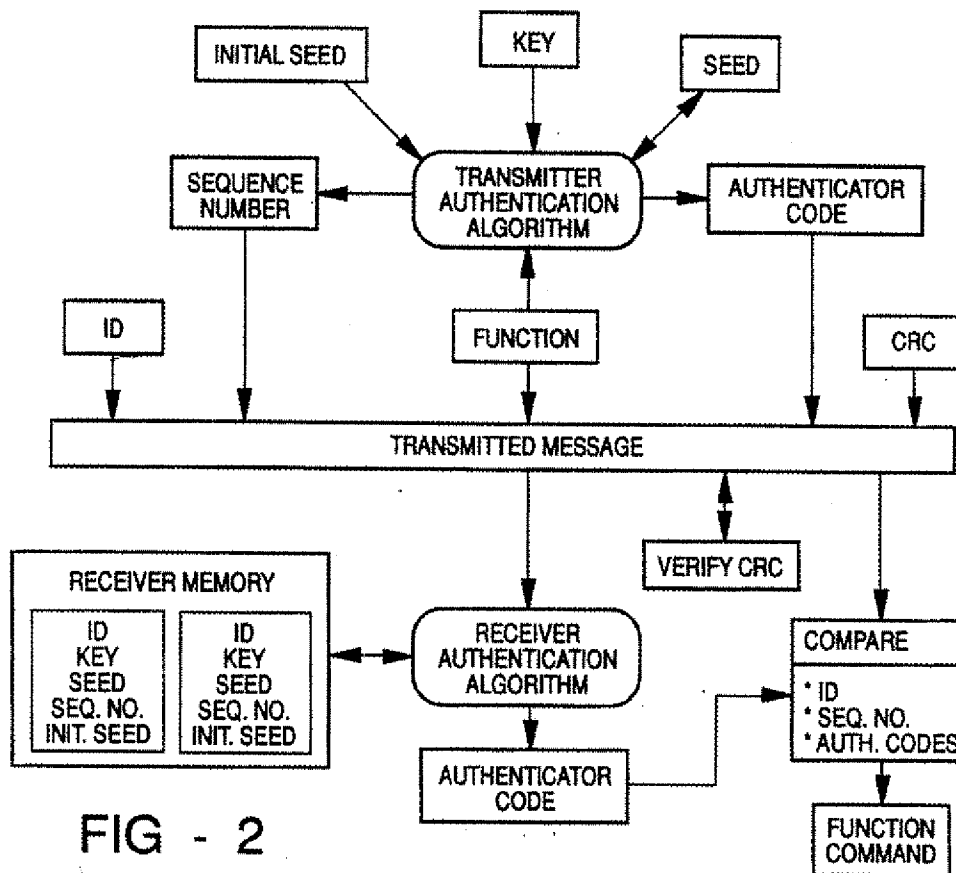 INITIAL SEED
KEY
SEED
SEQUENCE
NUMBER
TRANSMITTER
AUTHENTICATION
ALGORITHM
AUTHENTICATOR
CODE
ID
FUNCTION
CRC
TRANSMITTED MESSAGE
RECEIVER MEMORY
ID
KEY
SEED
SEQ. NO.
INIT. SEED
ID
KEY
SEED
SEQ. NO.
INIT. SEED
RECEIVER
AUTHENTICATION
ALGORITHM
VERIFY CRC
COMPARE
* ID
* SEQ. NO.
* AUTH. CODES
AUTHENTICATOR
CODE
FUNCTION
COMMAND
FIG - 2